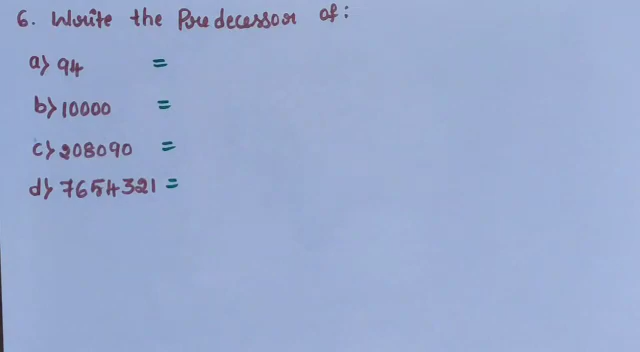 6. Write the Predecessor of:
a) 94 =
b) 10000 =
c) 208090 =
d) 7654321 =